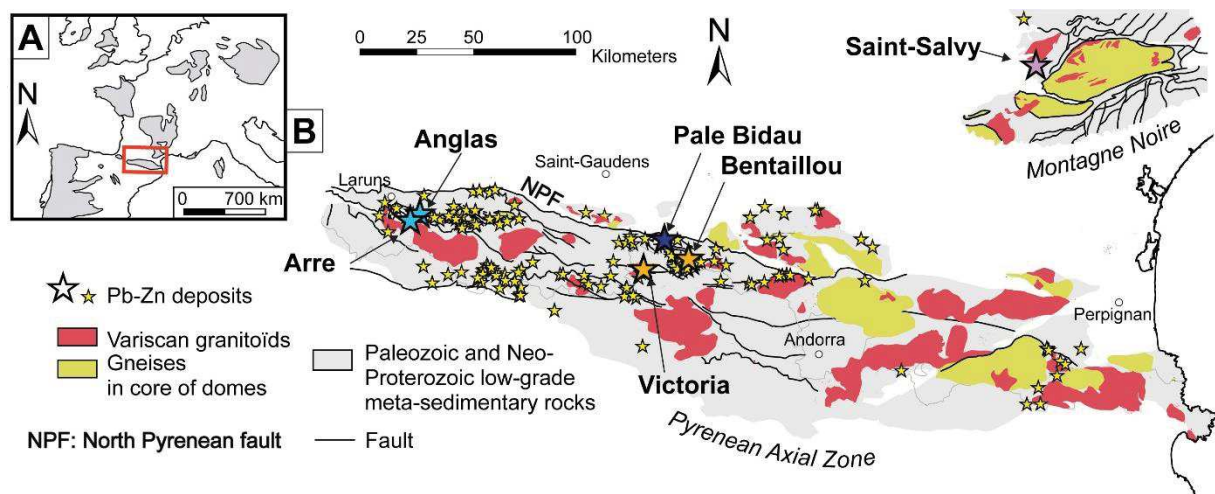 A
N
0 700 km
B
0 25 50 100
Kilometers
N
Saint-Salvy
Montagne Noire
Anglas
Saint-Gaudens
Pale Bidau
Bentaillou
Laruns
NPF
Arre
Perpignan
Andorra
Victoria
Pyrenean Axial Zone
Pb-Zn deposits
Variscan granitoïds
Gneises
in core of domes
Paleozoic and Neo-
Proterozoic low-grade
meta-sedimentary rocks
NPF: North Pyrenean fault
Fault